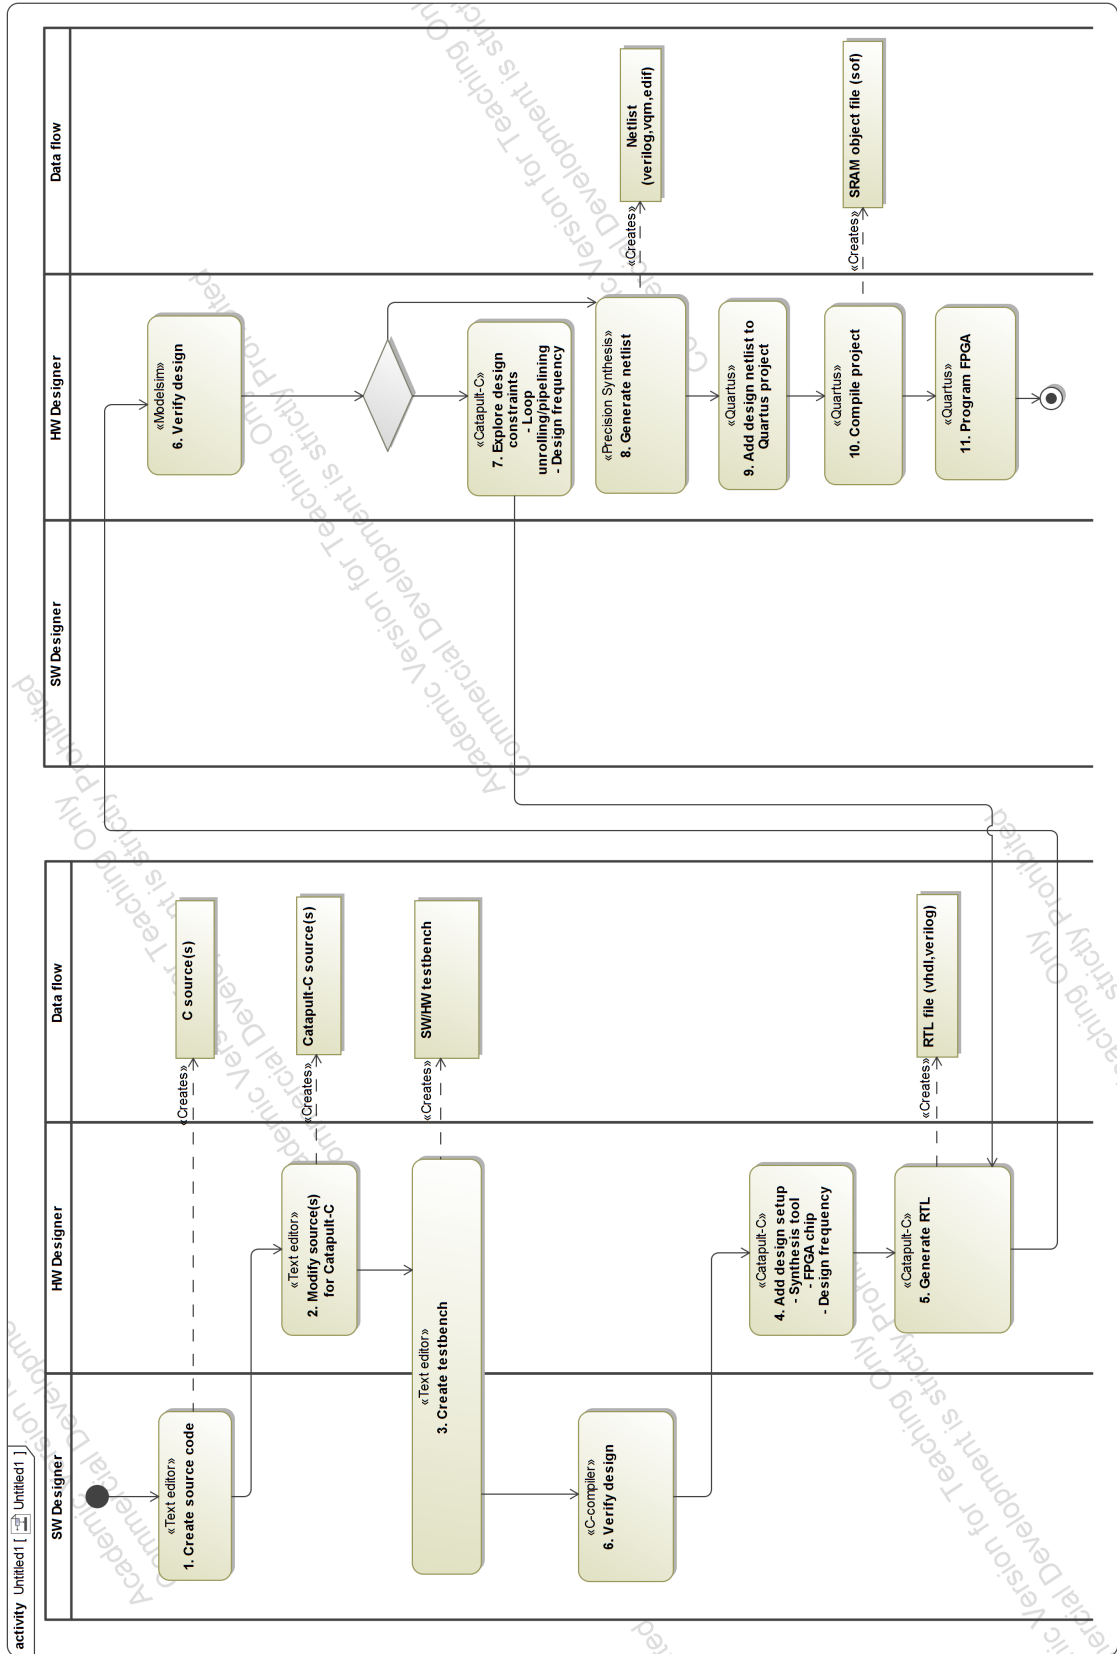 activity Untitled1 [ Untitled1 ]
SW Designer
HW Designer
Data flow
«Text editor»
1. Create source code
«Creates»
C source(s)
«Text editor»
2. Modify source(s)
for Catapult-C
«Creates»
Catapult-C source(s)
«Text editor»
3. Create testbench
«Creates»
SW/HW testbench
«C-compiler»
6. Verify design
«Catapult-C»
4. Add design setup
- Synthesis tool
- FPGA chip
- Design frequency
«Catapult-C»
5. Generate RTL
«Creates»
RTL file (vhdl,verilog)
SW Designer
HW Designer
Data flow
«Modelsim»
6. Verify design
«Catapult-C»
7. Explore design
constraints
- Loop
unrolling/pipelining
- Design frequency
«Precision Synthesis»
8. Generate netlist
«Creates»
Netlist
(verilog,vqm,edif)
«Quartus»
9. Add design netlist to
Quartus project
«Quartus»
10. Compile project
«Creates»
SRAM object file (sof)
«Quartus»
11. Program FPGA
Academic Version for Teaching Only
Commercial Development is strictly Prohibited